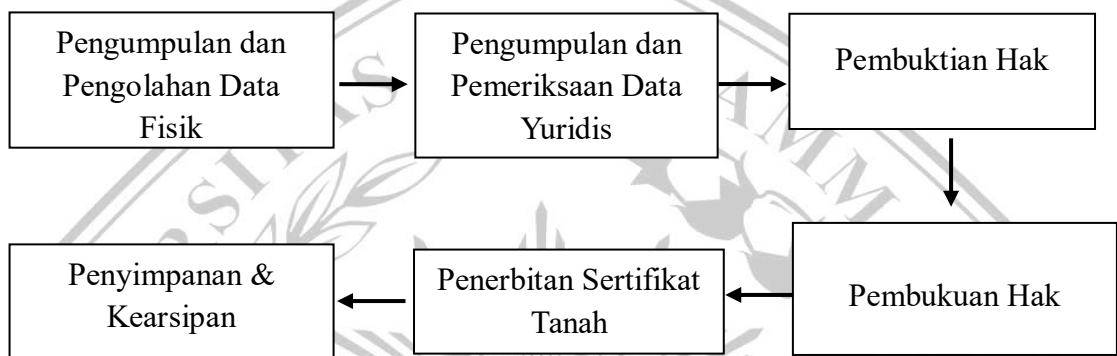 Pengumpulan dan
Pengolahan Data
Fisik
Pengumpulan dan
Pemeriksaan Data
Yuridis
Pembuktian Hak
Pembukuan Hak
Penerbitan Sertifikat
Tanah
Penyimpanan &
Kearsipan